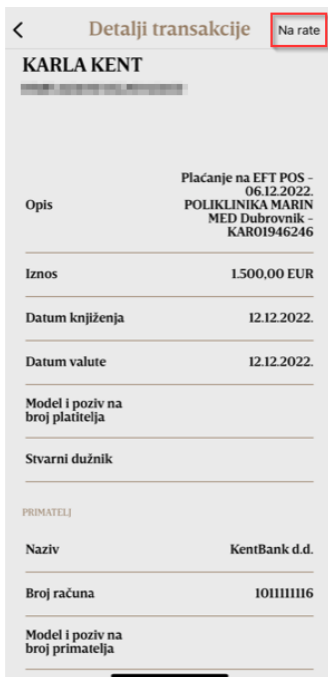 Detalji transakcije
Na rate
KARLA KENT
Opis
Plaćanje na EFT POS -
06.12.2022.
POLIKLINIKA MARIN
MED Dubrovnik -
KAR01946246
Iznos
1.500,00 EUR
Datum knjiženja
12.12.2022.
Datum valute
12.12.2022.
Model i poziv na
broj platitelja
Stvarni dužnik
PRIMATELJ
Naziv
KentBank d.d.
Broj računa
1011111116
Model i poziv na
broj primatelja